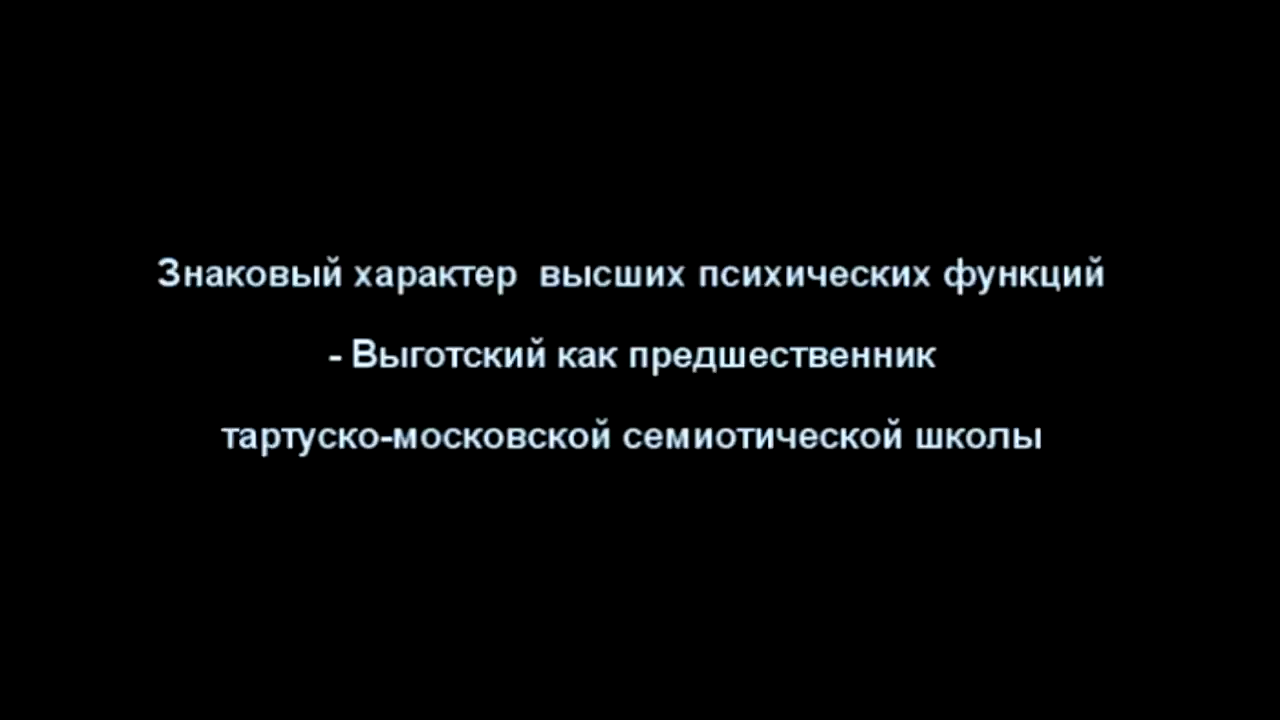 Знаковый характер  высших психических функций
- Выготский как предшественник
тартуско-московской семиотической школы